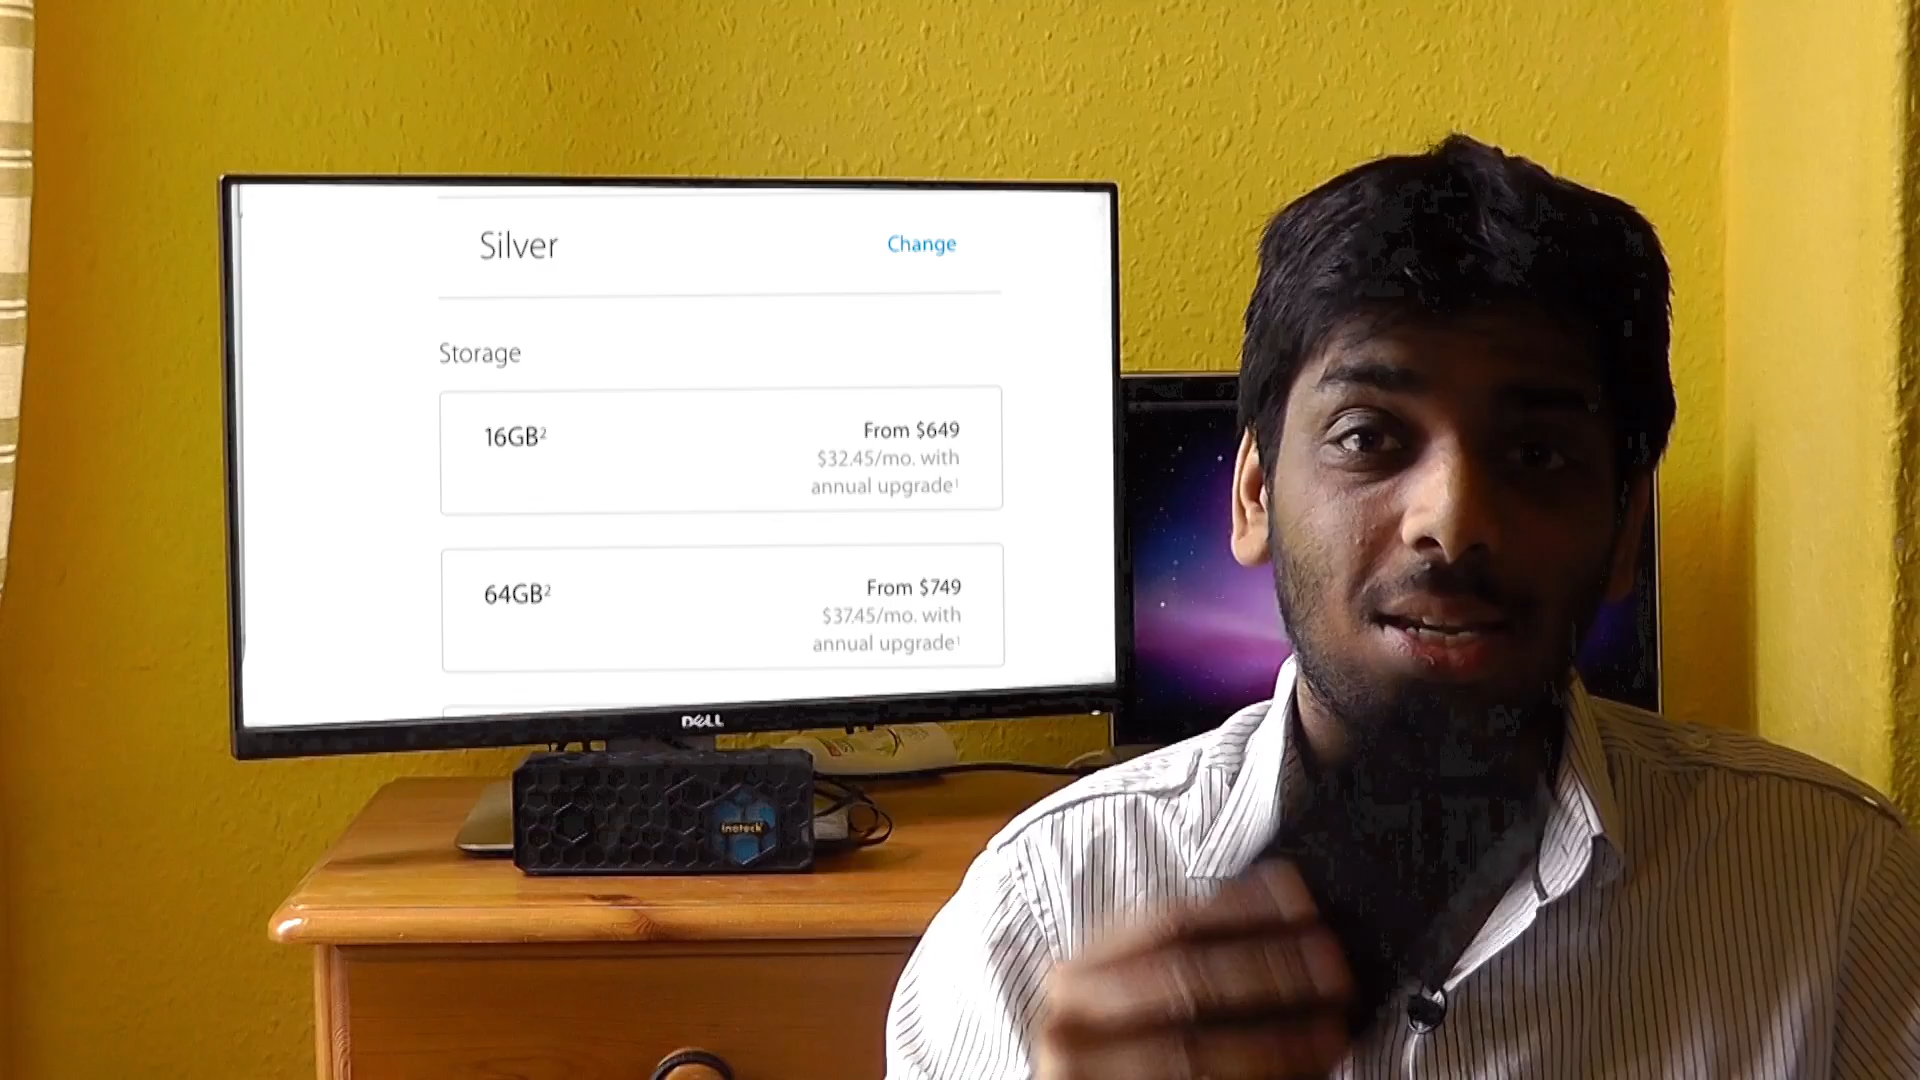 Silver
Change
Storage
16GB²
From $649
$32.45/mo. with
annual upgrade¹
64GB²
From $749
$37.45/mo. with
annual upgrade¹
DELL
inateck